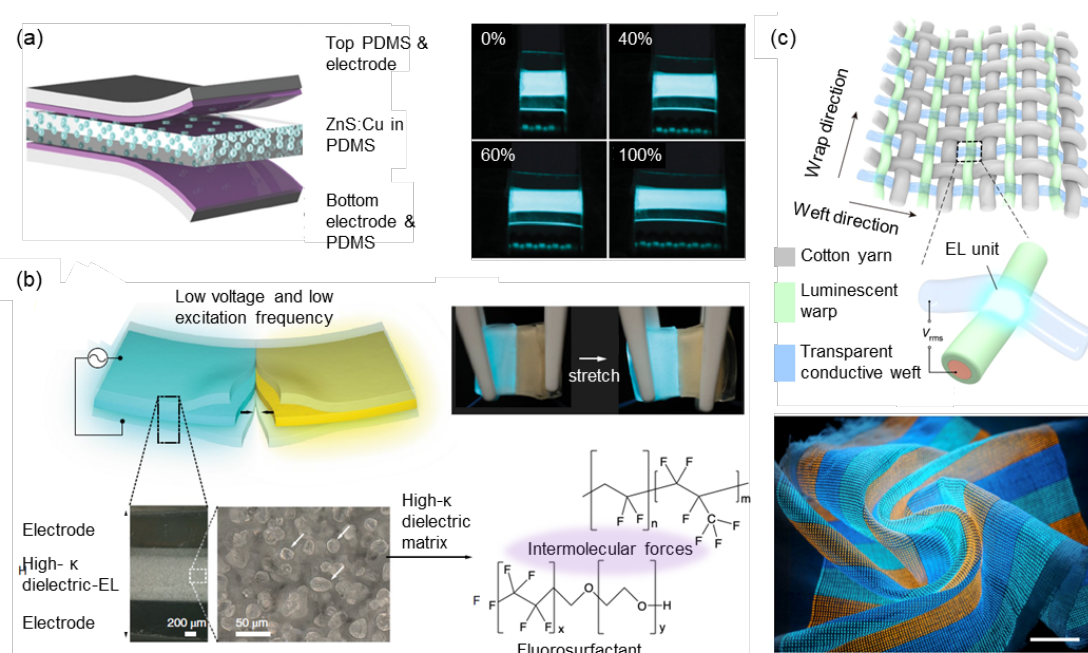 (a)
Top PDMS &
electrode
ZnS:Cu in
PDMS
Bottom
electrode &
PDMS
0%
40%
60%
100%
(b)
Low voltage and low
excitation frequency
stretch
Electrode
High- κ
dielectric-EL
Electrode
200 µm
50 µm
High-κ
dielectric
matrix
F
F
F
F
n
F
F
F
C
F
F
F
m
Intermolecular forces
F
F
F
F
F
F
F
F
x
O
O
H
y
Fluorosurfactant
(c)
Wrap direction
Weft direction
EL unit
Cotton yarn
Luminescent
warp
Transparent
conductive weft
Vrms